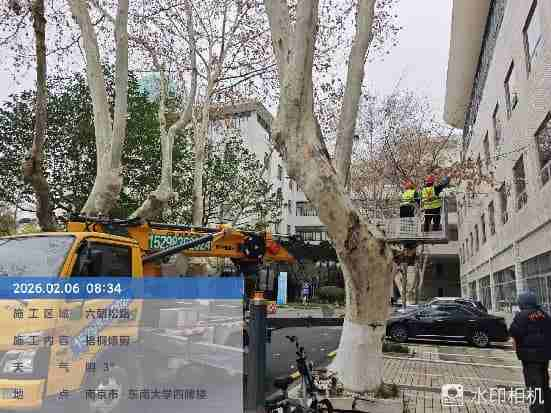 15298368024
2026.02.06 08:34
施工区域：六朝松路
施工内容：梧桐修剪
天 气：阴 3°
地 点：南京市·东南大学四牌楼
水印相机